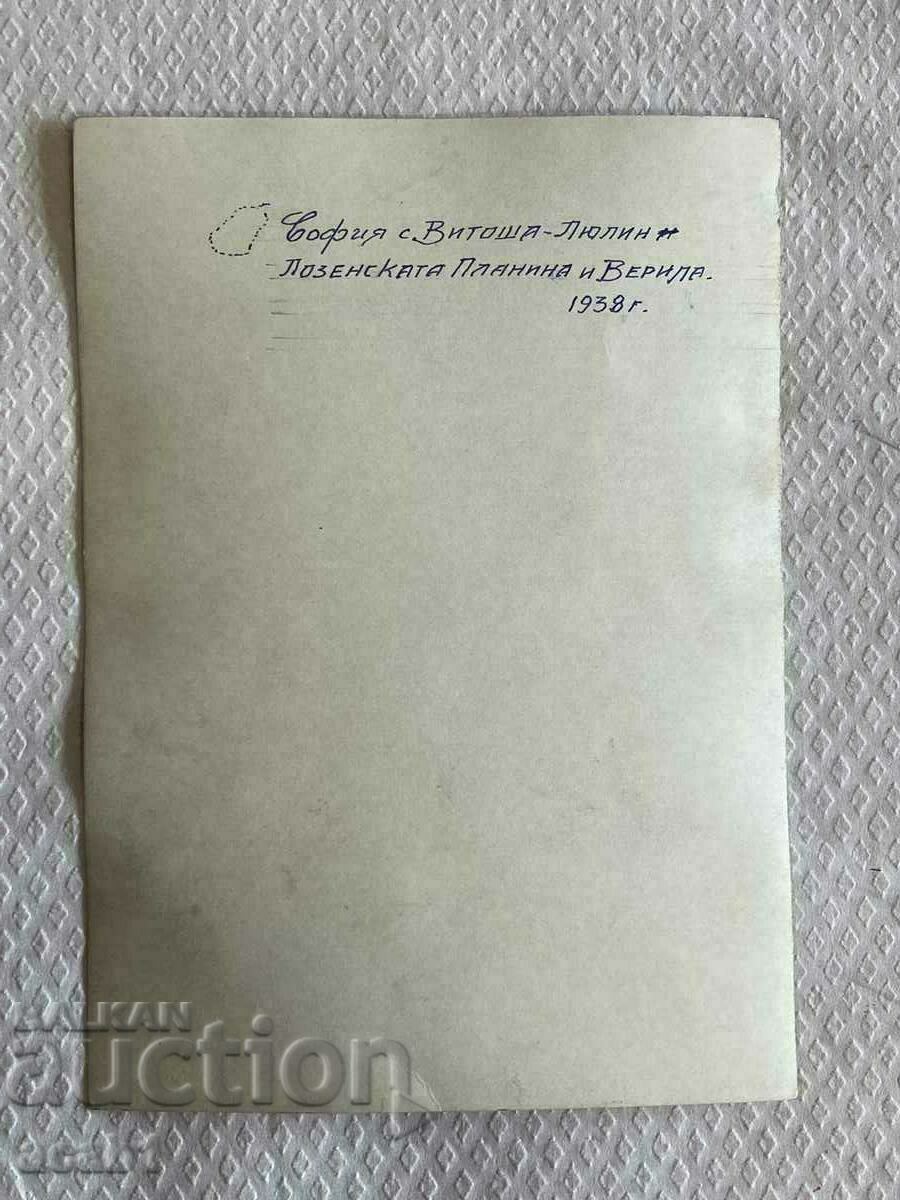 София с Витоша-Люлин и
Лозенската Планина и Верила.
1938 г.
BALKAN
auction